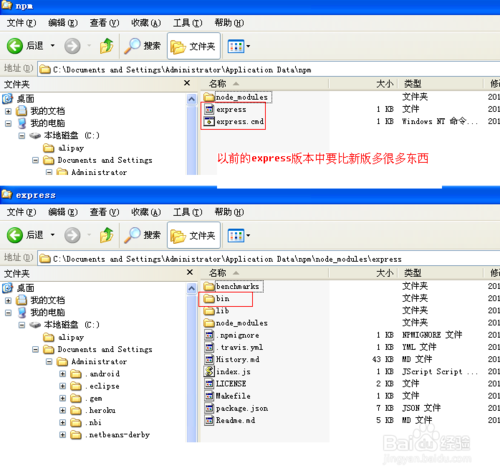 npm
文件(F) 编辑(E) 查看(V) 收藏(A) 工具(T) 帮助(H)
后退 搜索 文件夹
地址(D) C:\Documents and Settings\Administrator\Application Data\npm
文件夹 × 名称 大小 类型 修
桌面 node_modules 文件夹 201
我的文档 express 1 KB 文件 201
我的电脑 express.cmd 1 KB Windows NT 命令... 201
本地磁盘 (C:)
alipay
Documents and Settings
Administrator
以前的express版本中要比新版多很多东西
express
文件(F) 编辑(E) 查看(V) 收藏(A) 工具(T) 帮助(H)
后退 搜索 文件夹
地址(D) C:\Documents and Settings\Administrator\Application Data\npm\node_modules\express
文件夹 × 名称 大小 类型
桌面 benchmarks 文件夹 201
我的文档 bin 文件夹 201
我的电脑 lib 文件夹 201
本地磁盘 (C:) node_modules 文件夹 201
alipay .npmignore 1 KB NPMIGNORE 文件 201
Documents and Settings .travis.yml 1 KB YML 文件 201
Administrator History.md 43 KB MD 文件 201
.android index.js 1 KB JScript Script ... 201
.eclipse LICENSE 2 KB 文件 201
.gem Makefile 1 KB 文件 201
.heroku package.json 7 KB JSON 文件 201
.nbi Readme.md 5 KB MD 文件 201
.netbeans-derby
Baidu 经验
jingyan.baidu.com